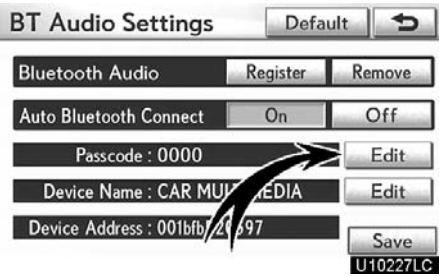 BT Audio Settings Default
Bluetooth Audio Register Remove
Auto Bluetooth Connect On Off
Passcode : 0000 Edit
Device Name : CAR MEDIA Edit
Device Address :
Save
U10227LC